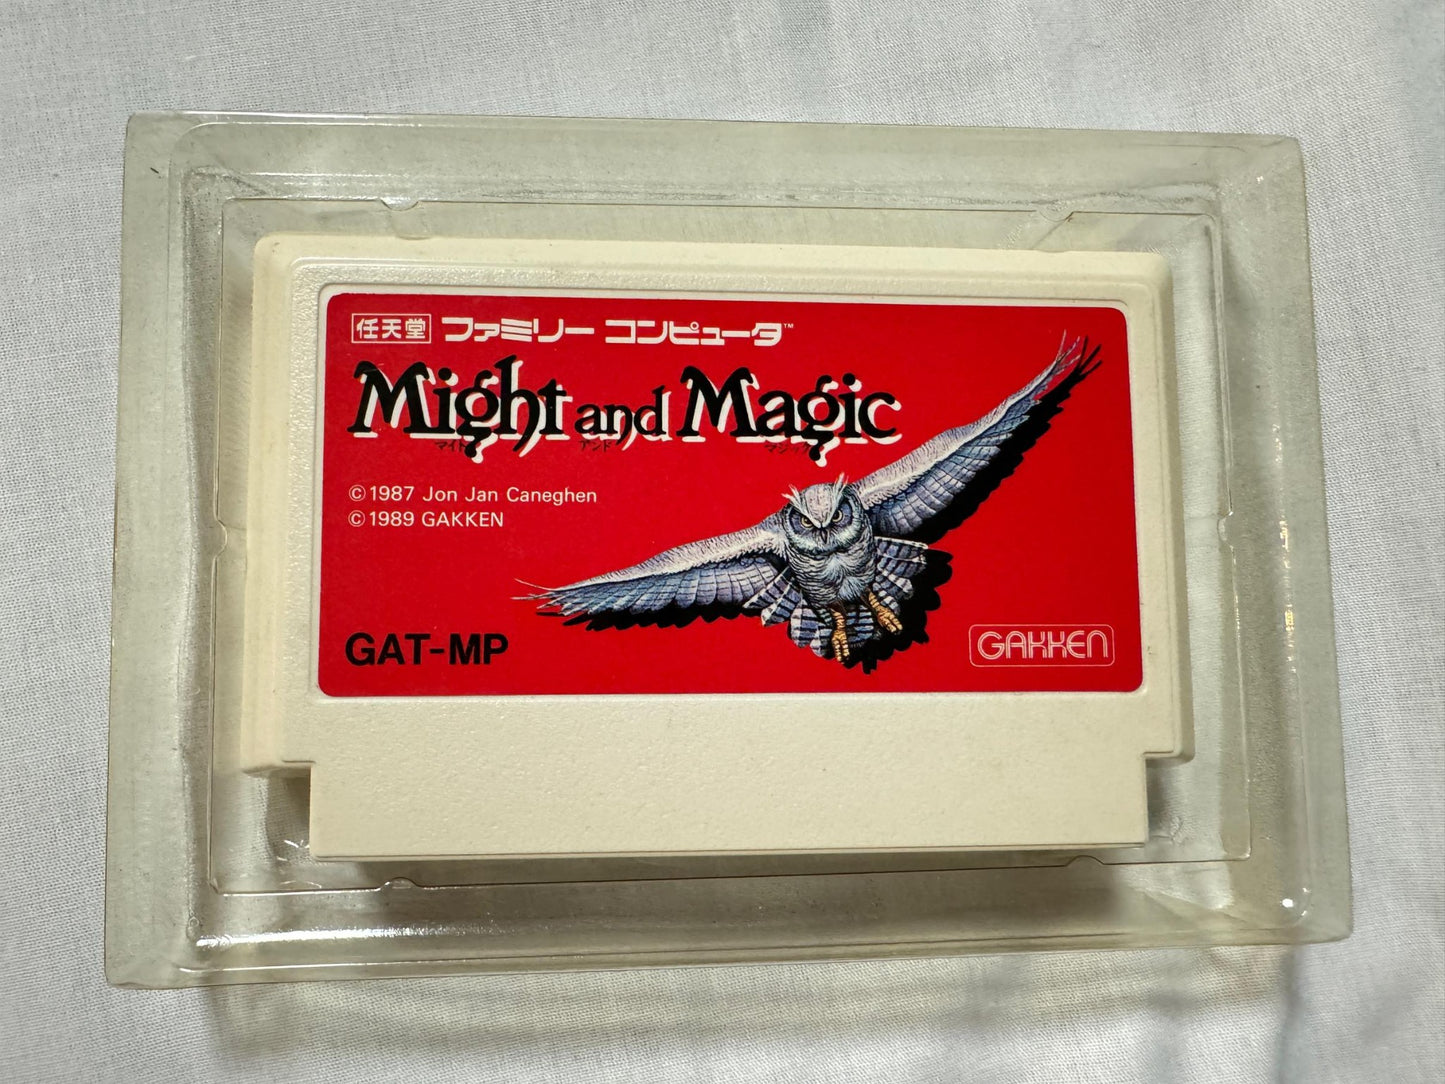 任天堂 ファミリー コンピュータ™
Might and Magic
マイト アンド マジック
© 1987 Jon Jan Caneghen
© 1989 GAKKEN
GAT-MP
GAKKEN